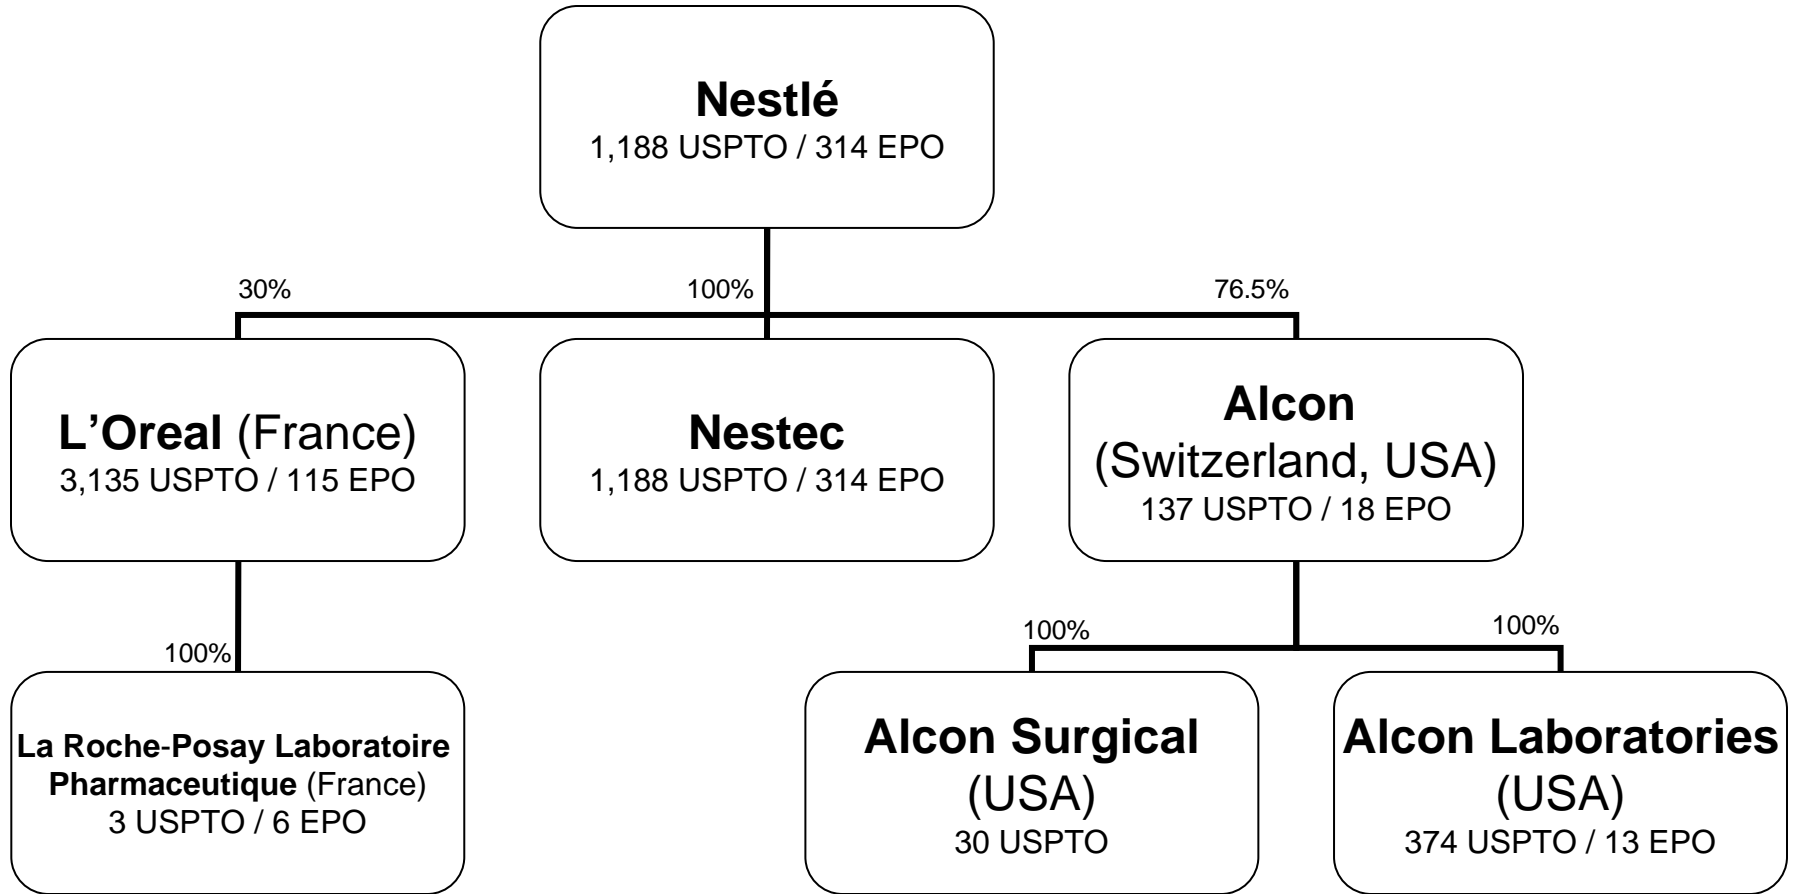 Nestlé
1,188 USPTO / 314 EPO
30%
100%
76.5%
L’Oreal (France)
3,135 USPTO / 115 EPO
Nestec
1,188 USPTO / 314 EPO
Alcon
(Switzerland, USA)
137 USPTO / 18 EPO
100%
100%
100%
La Roche-Posay Laboratoire
Pharmaceutique (France)
3 USPTO / 6 EPO
Alcon Surgical
(USA)
30 USPTO
Alcon Laboratories
(USA)
374 USPTO / 13 EPO